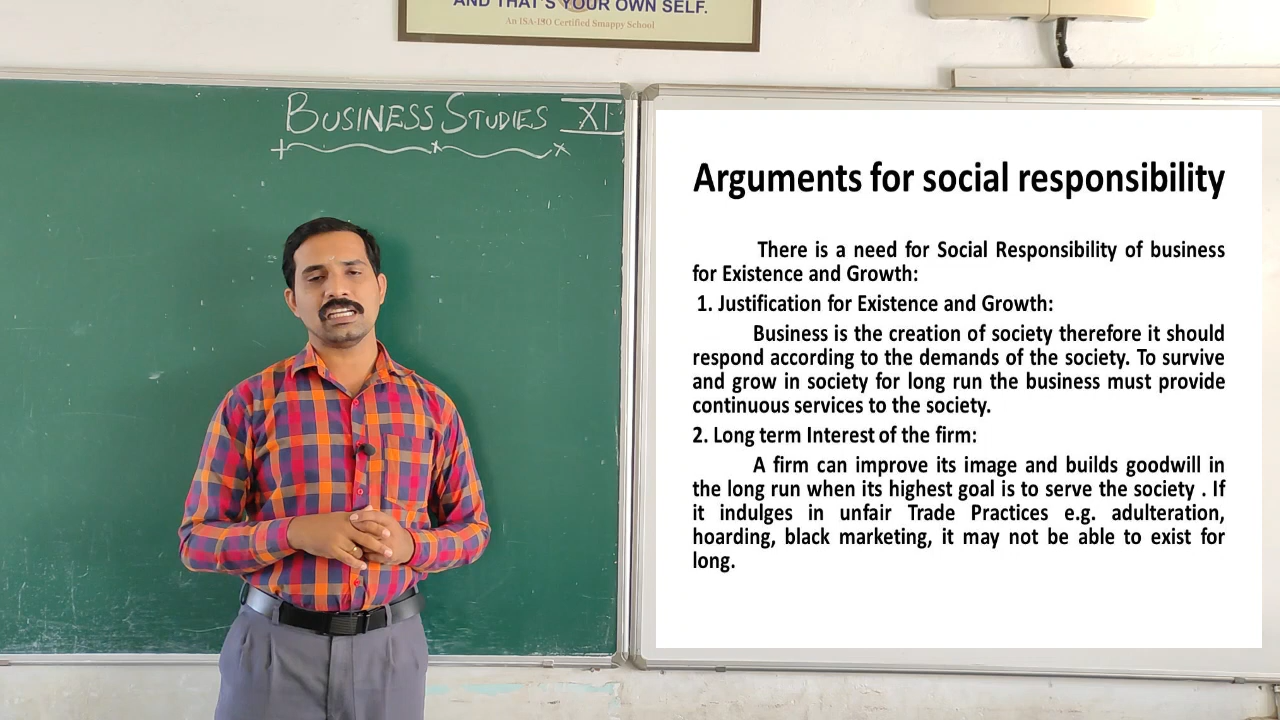 AND THAT'S YOUR OWN SELF.
An ISA-ISO Certified Smappy School
BUSINESS STUDIES XI
Arguments for social responsibility
There is a need for Social Responsibility of business
for Existence and Growth:
1. Justification for Existence and Growth:
Business is the creation of society therefore it should
respond according to the demands of the society. To survive
and grow in society for long run the business must provide
continuous services to the society.
2. Long term Interest of the firm:
A firm can improve its image and builds goodwill in
the long run when its highest goal is to serve the society . If
it indulges in unfair Trade Practices e.g. adulteration,
hoarding, black marketing, it may not be able to exist for
long.